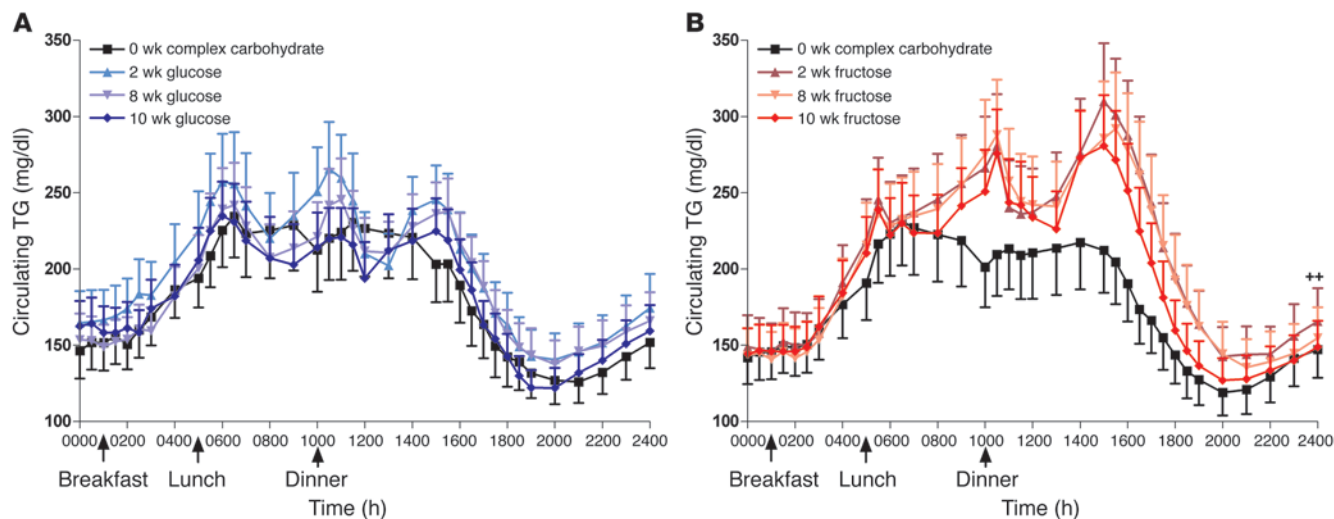 A
350
300
250
200
150
100
Circulating TG (mg/dl)
0 wk complex carbohydrate
2 wk glucose
8 wk glucose
10 wk glucose
0000 0200 0400 0600 0800 1000 1200 1400 1600 1800 2000 2200 2400
Breakfast Lunch Dinner
Time (h)
B
350
300
250
200
150
100
Circulating TG (mg/dl)
0 wk complex carbohydrate
2 wk fructose
8 wk fructose
10 wk fructose
++
0000 0200 0400 0600 0800 1000 1200 1400 1600 1800 2000 2200 2400
Breakfast Lunch Dinner
Time (h)